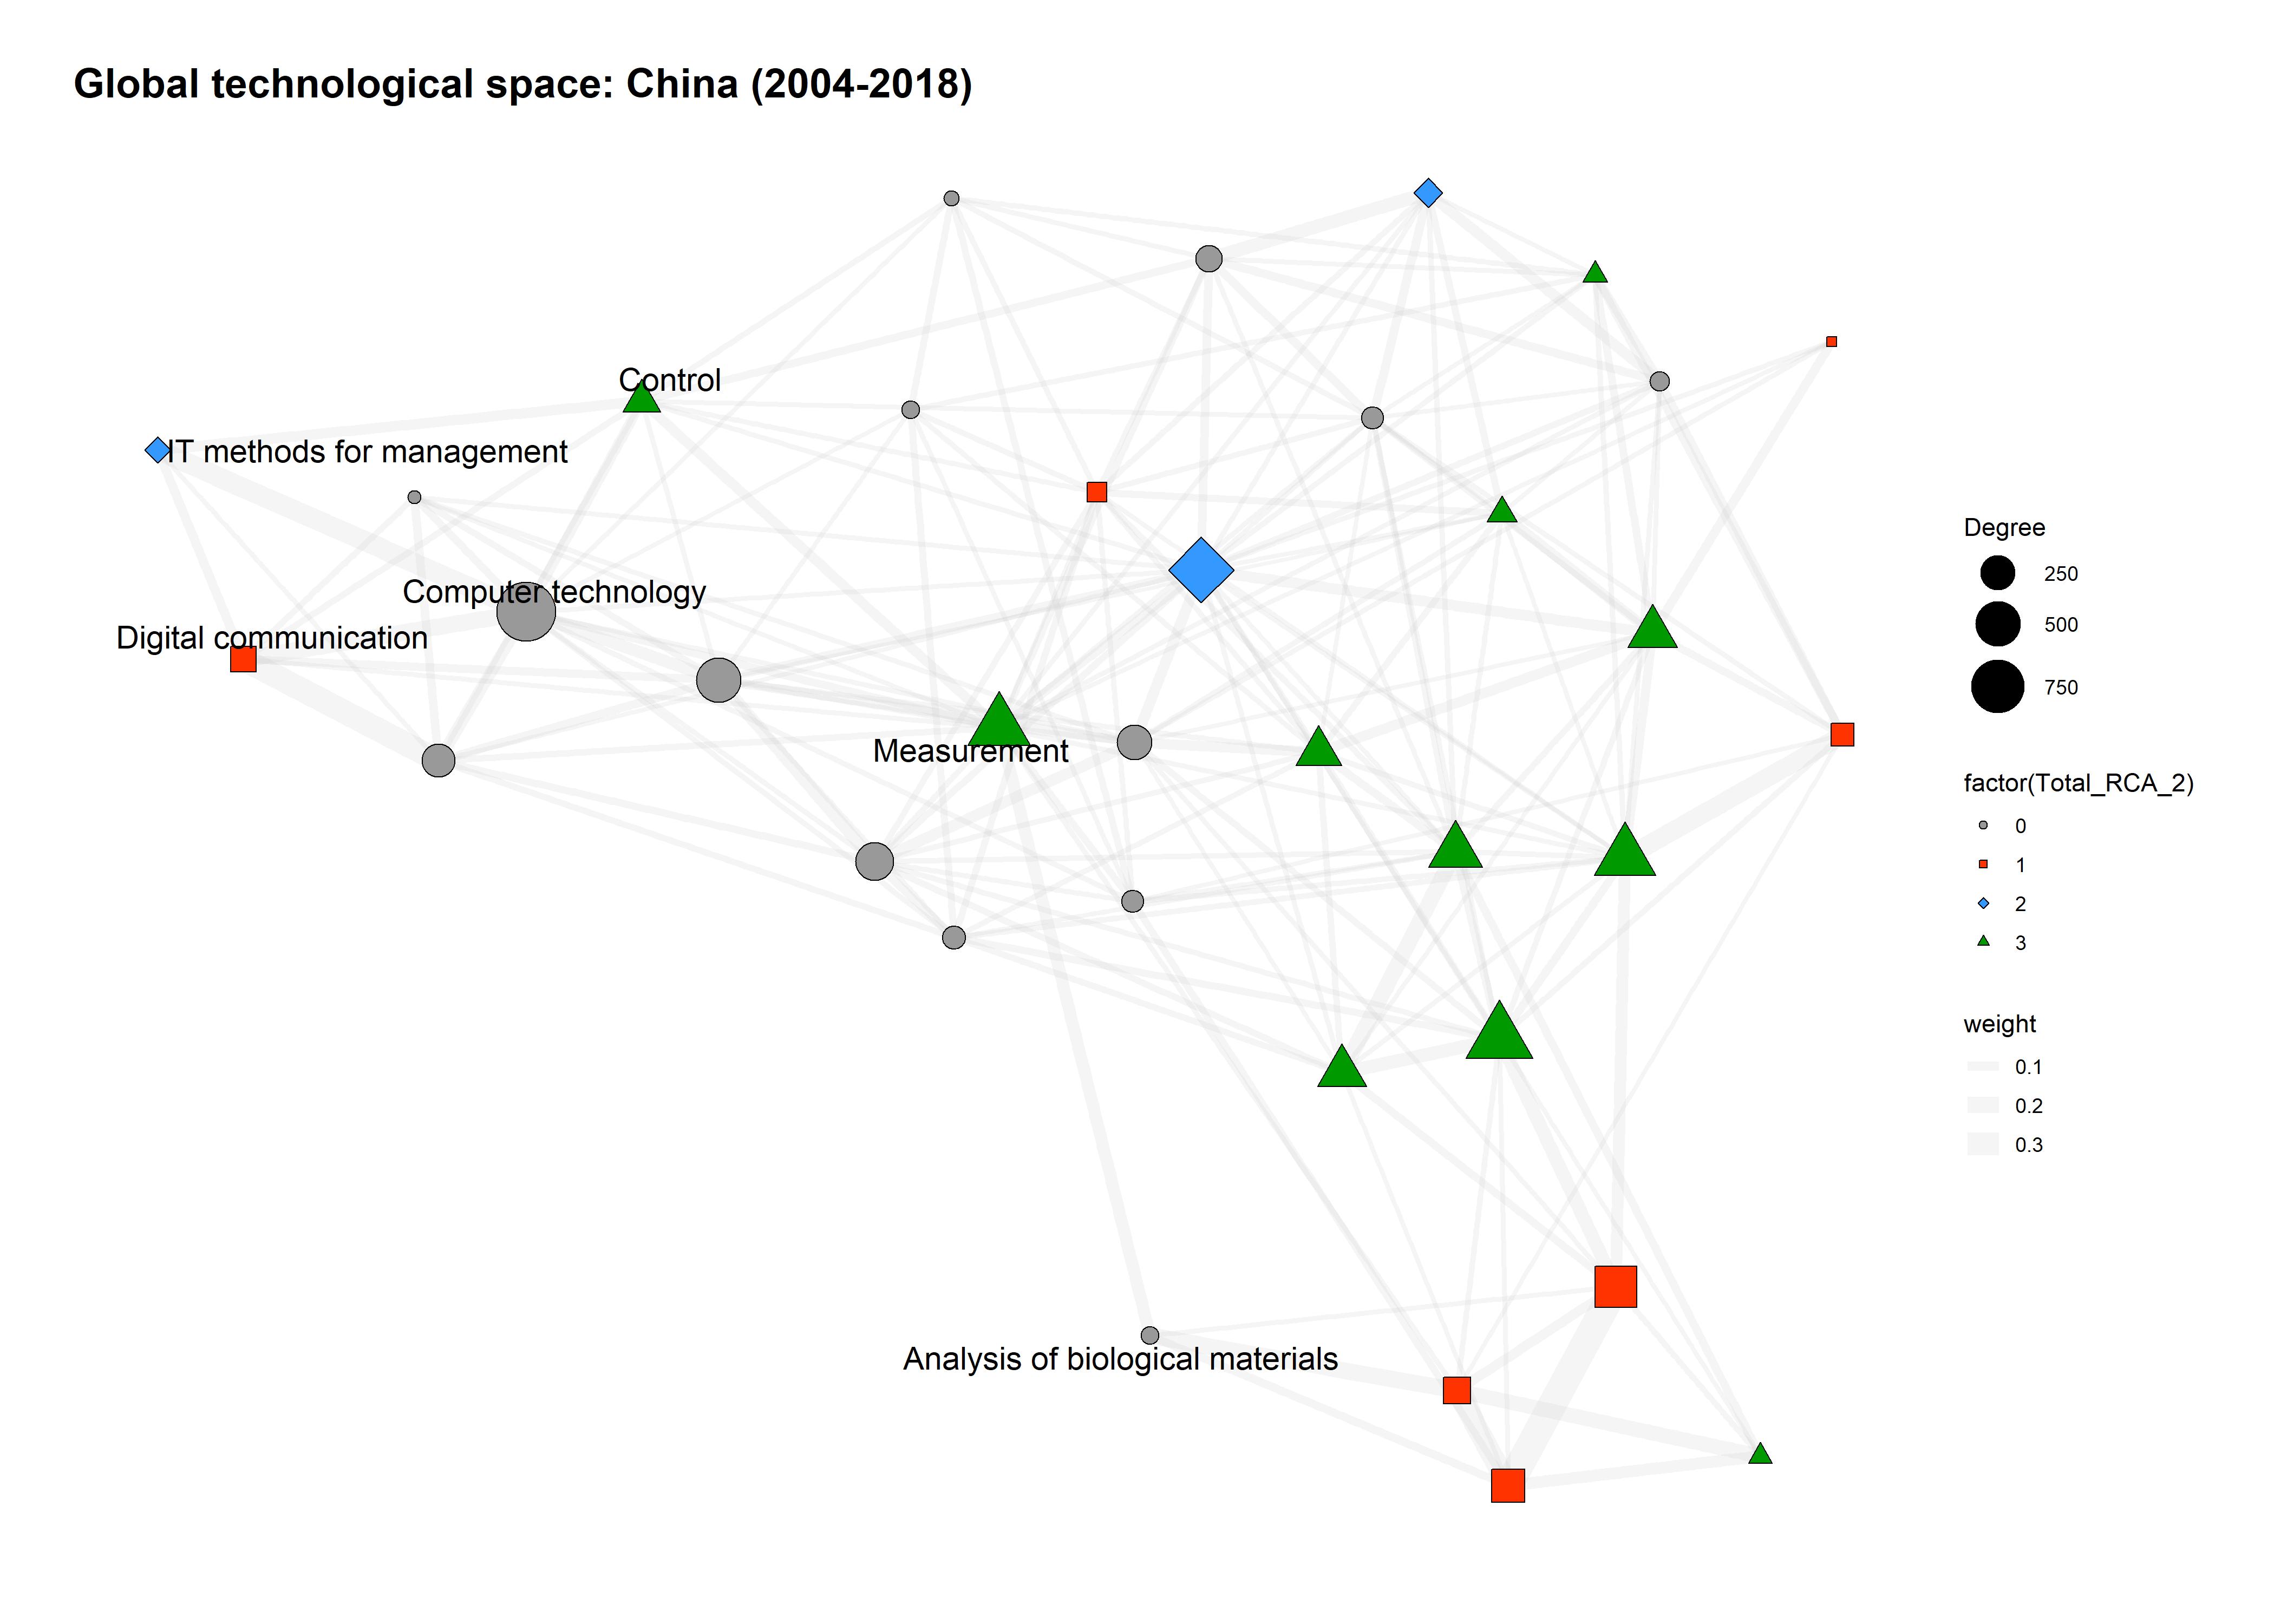 Global technological space: China (2004-2018)
Control
IT methods for management
Computer technology
Digital communication
Measurement
Analysis of biological materials
Degree
250
500
750
factor(Total_RCA_2)
0
1
2
3
weight
0.1
0.2
0.3